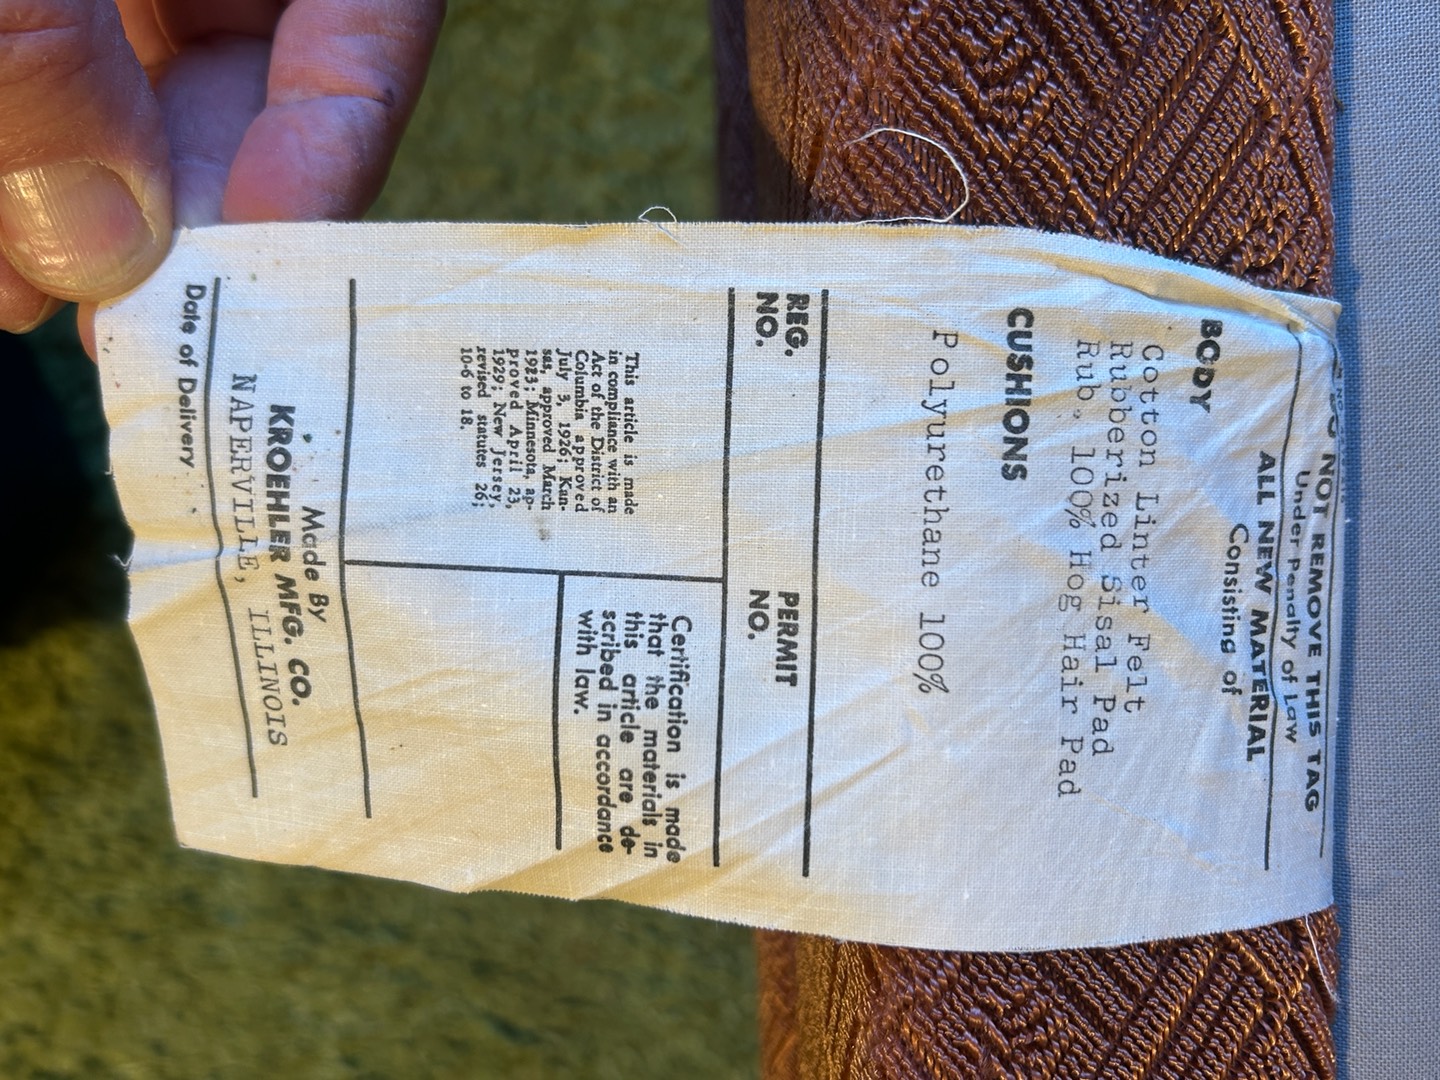 NOT REMOVE THIS TAG
Under Penalty of Law
ALL NEW MATERIAL
Consisting of
BODY
Cotton Linter Felt
Rubberized Sisal Pad
Rub. 100% Hog Hair Pad
CUSHIONS
Polyurethane 100%
REG.
NO.
PERMIT
NO.
This article is made
in compliance with an
Act of the District of
Columbia approved
July 3, 1926; Kan-
sas, approved March
1923; Minnesota, ap-
proved April 23,
1929; New Jersey,
revised statutes 26;
10-6 to 18.
Certification is made
that the materials in
this article are de-
scribed in accordance
with law.
Made By
KROEHLER MFG. CO.
NAPERVILLE, ILLINOIS
Date of Delivery